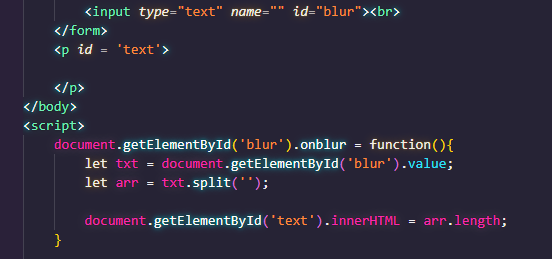 <input type="text" name="" id="blur"><br>
</form>
<p id = 'text'>
</p>
</body>
<script>
document.getElementById('blur').onblur = function(){
let txt = document.getElementById('blur').value;
let arr = txt.split('');
document.getElementById('text').innerHTML = arr.length;
}